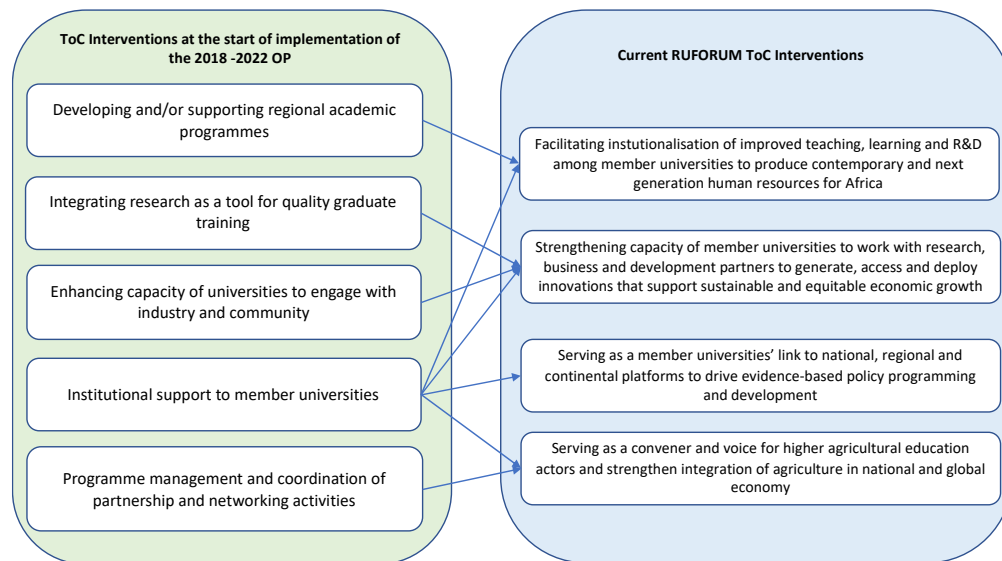 ToC Interventions at the start of implementation of
the 2018 -2022 OP
Developing and/or supporting regional academic
programmes
Integrating research as a tool for quality graduate
training
Enhancing capacity of universities to engage with
industry and community
Institutional support to member universities
Programme management and coordination of
partnership and networking activities
Current RUFORUM ToC Interventions
Facilitating instutionalisation of improved teaching, learning and R&D
among member universities to produce contemporary and next
generation human resources for Africa
Strengthening capacity of member universities to work with research,
business and development partners to generate, access and deploy
innovations that support sustainable and equitable economic growth
Serving as a member universities’ link to national, regional and
continental platforms to drive evidence-based policy programming
and development
Serving as a convener and voice for higher agricultural education
actors and strengthen integration of agriculture in national and global
economy